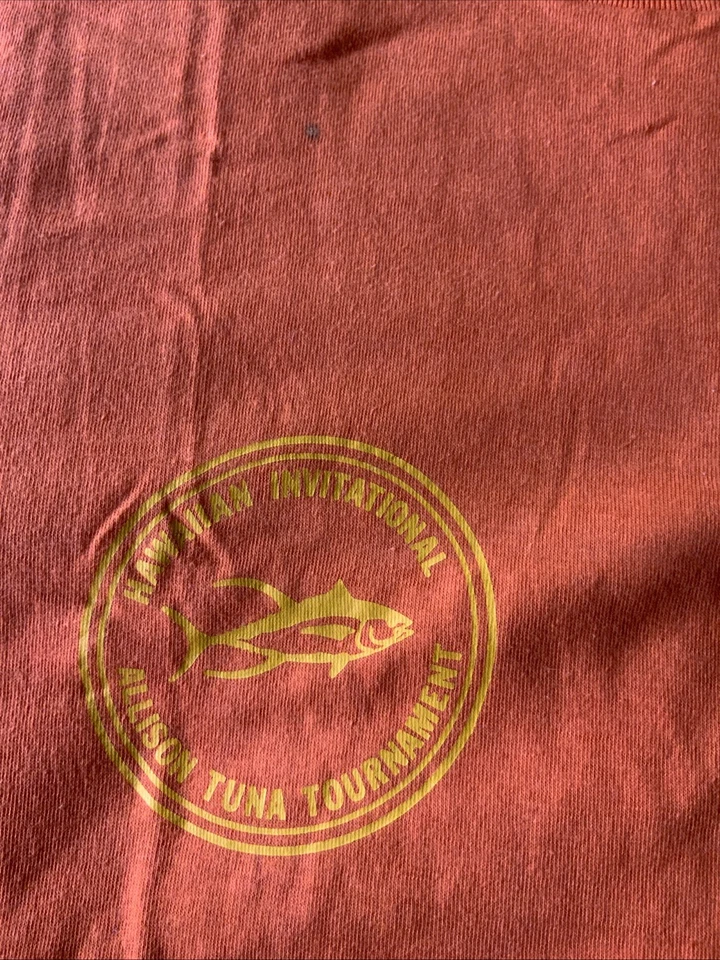 HAWAIIAN INVITATIONAL
ALLISON TUNA TOURNAMENT